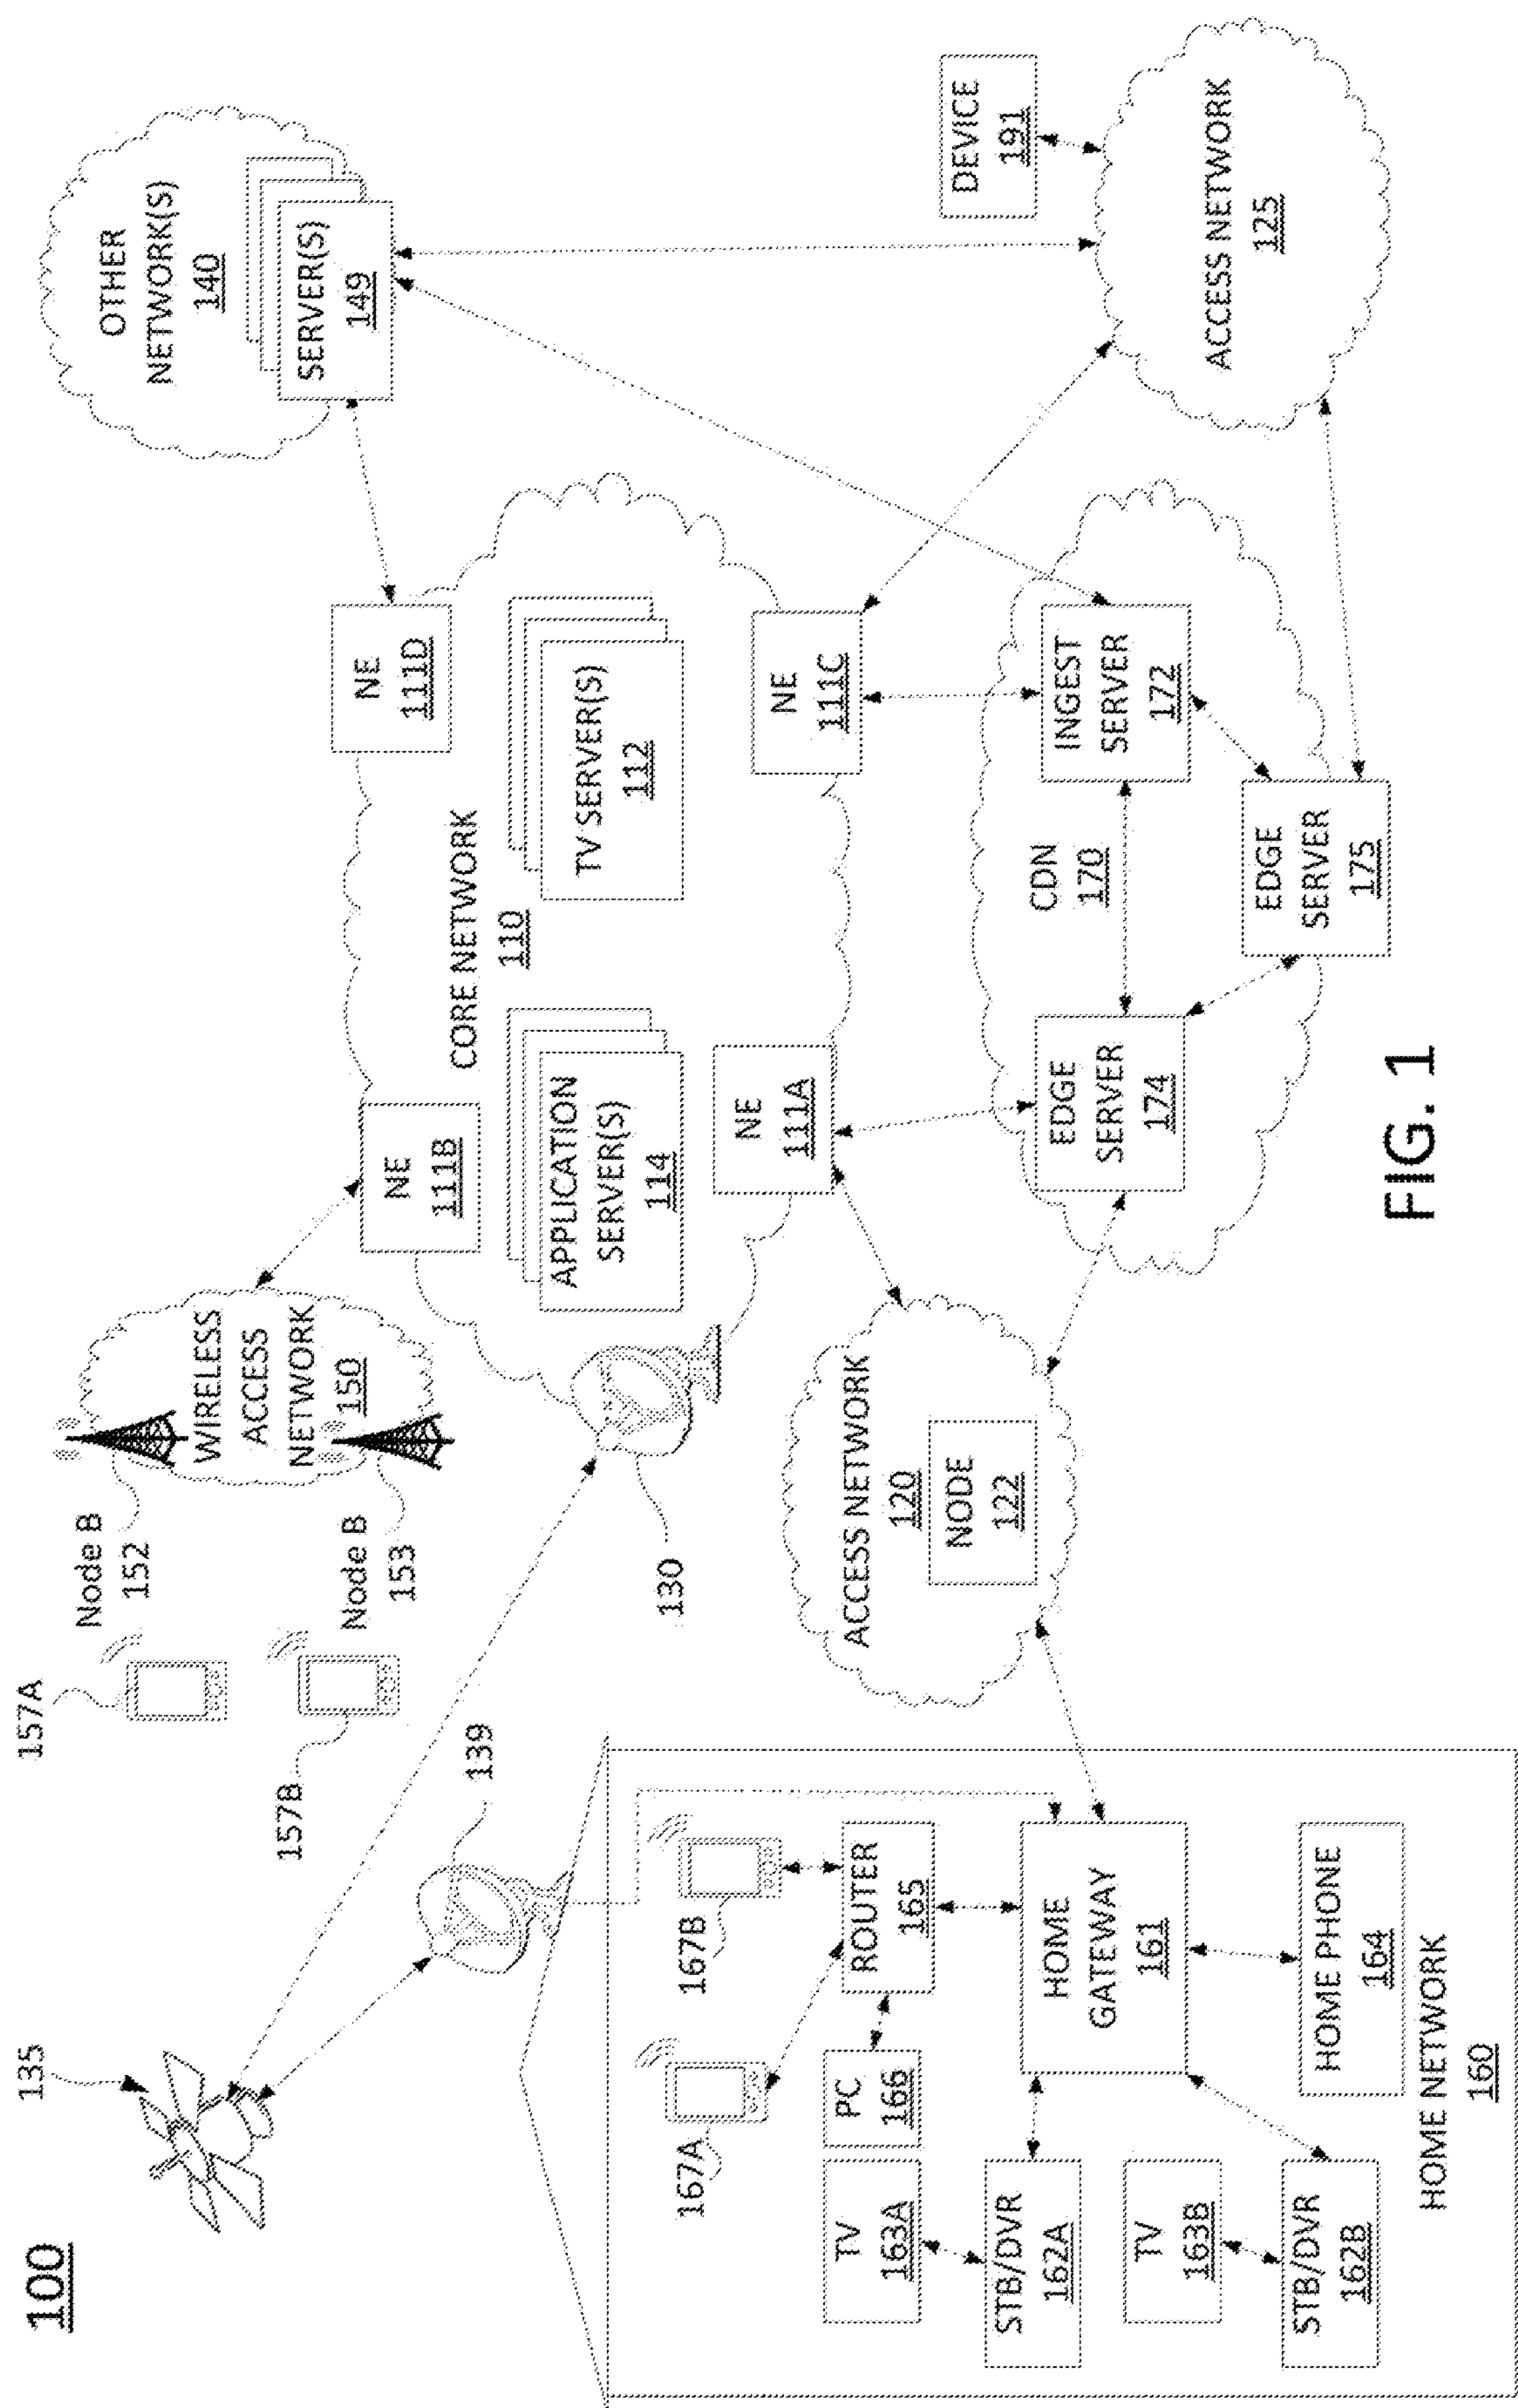 100
135
157A
157B
Node B
152
Node B
153
WIRELESS
ACCESS
NETWORK
150
139
130
OTHER
NETWORK(S)
140
SERVER(S)
149
NE
111B
NE
111D
CORE NETWORK
110
APPLICATION
SERVER(S)
114
TV SERVER(S)
112
NE
111A
NE
111C
DEVICE
191
ACCESS NETWORK
125
ACCESS NETWORK
120
NODE
122
CDN
170
INGEST
SERVER
172
EDGE
SERVER
174
EDGE
SERVER
175
167A
167B
ROUTER
165
PC
166
TV
163A
STB/DVR
162A
TV
163B
STB/DVR
162B
HOME
GATEWAY
161
HOME PHONE
164
HOME NETWORK
160
FIG. 1